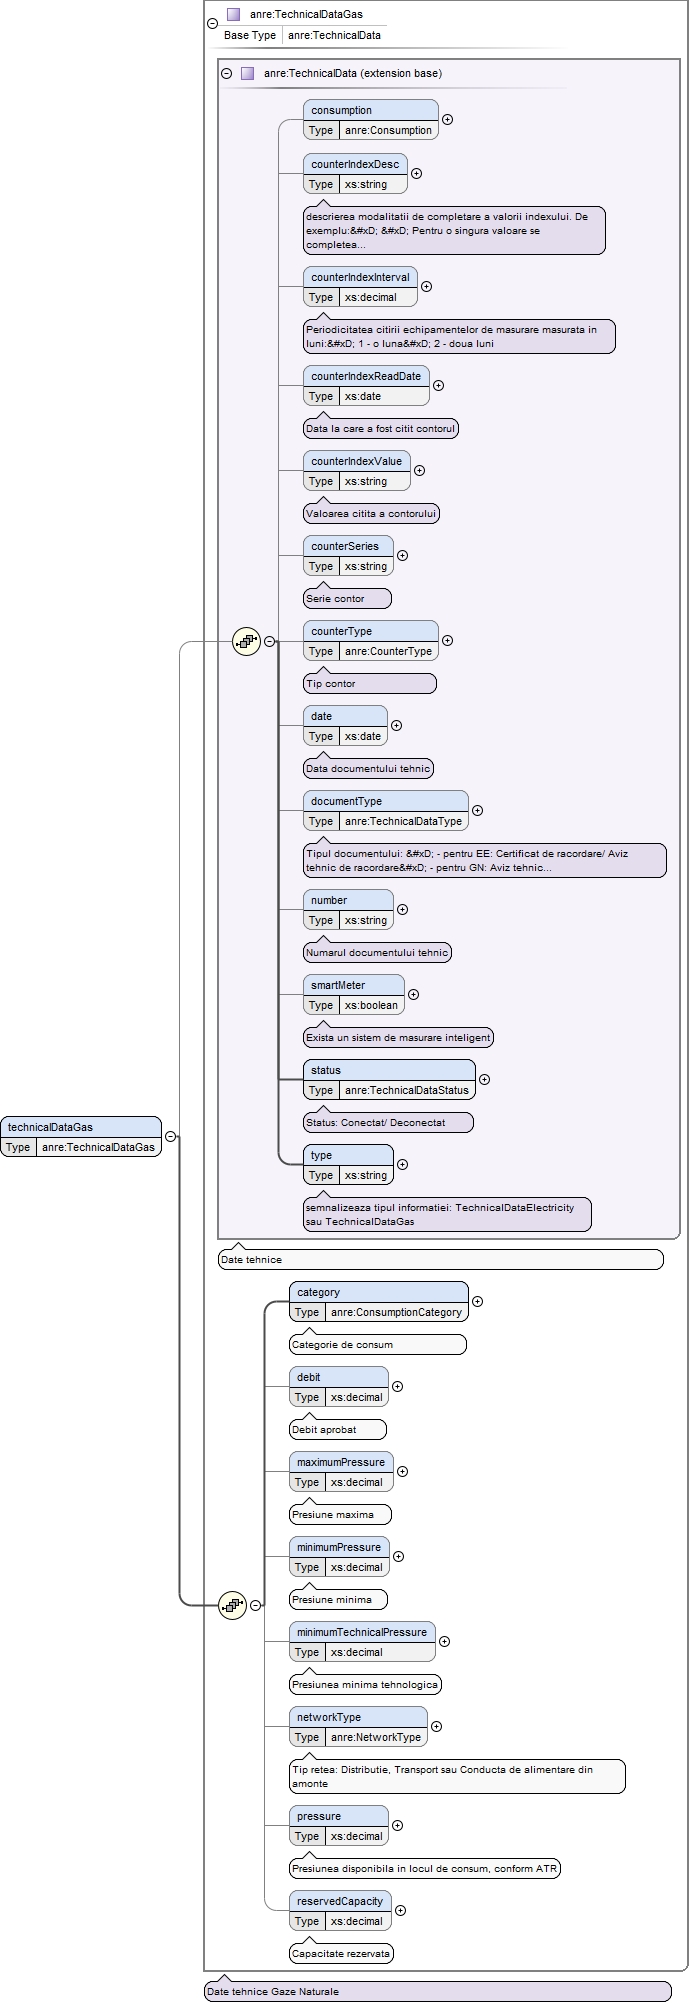 anre:TechnicalDataGas
Base Type anre:TechnicalData
anre:TechnicalData (extension base)
consumption
Type anre:Consumption
counterIndexDesc
Type xs:string
descrierea modalitatii de completare a valorii indexului. De
exemplu:&#xD; &#xD; Pentru o singura valoare se
completea...
counterIndexInterval
Type xs:decimal
Periodicitatea citirii echipamentelor de masurare masurata in
luni:&#xD; 1 - o luna&#xD; 2 - doua luni
counterIndexReadDate
Type xs:date
Data la care a fost citit contorul
counterIndexValue
Type xs:string
Valoarea citita a contorului
counterSeries
Type xs:string
Serie contor
counterType
Type anre:CounterType
Tip contor
date
Type xs:date
Data documentului tehnic
documentType
Type anre:TechnicalDataType
Tipul documentului: &#xD; - pentru EE: Certificat de racordare/ Aviz
tehnic de racordare&#xD; - pentru GN: Aviz tehnic...
number
Type xs:string
Numarul documentului tehnic
smartMeter
Type xs:boolean
Exista un sistem de masurare inteligent
status
Type anre:TechnicalDataStatus
Status: Conectat/ Deconectat
technicalDataGas
Type anre:TechnicalDataGas
type
Type xs:string
semnalizeaza tipul informatiei: TechnicalDataElectricity
sau TechnicalDataGas
Date tehnice
category
Type anre:ConsumptionCategory
Categorie de consum
debit
Type xs:decimal
Debit aprobat
maximumPressure
Type xs:decimal
Presiune maxima
minimumPressure
Type xs:decimal
Presiune minima
minimumTechnicalPressure
Type xs:decimal
Presiunea minima tehnologica
networkType
Type anre:NetworkType
Tip retea: Distributie, Transport sau Conducta de alimentare din
amonte
pressure
Type xs:decimal
Presiunea disponibila in locul de consum, conform ATR
reservedCapacity
Type xs:decimal
Capacitate rezervata
Date tehnice Gaze Naturale